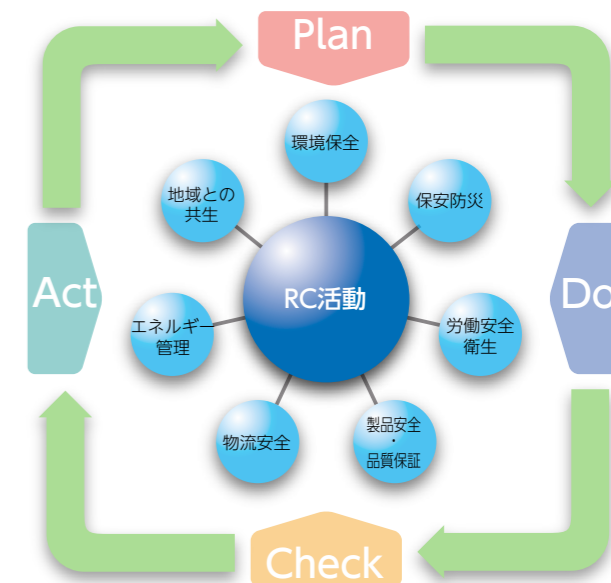 Plan
環境保全
地域との
共生
保安防災
Act
RC活動
Do
エネルギー
管理
労働安全
衛生
物流安全
製品安全
・
品質保証
Check